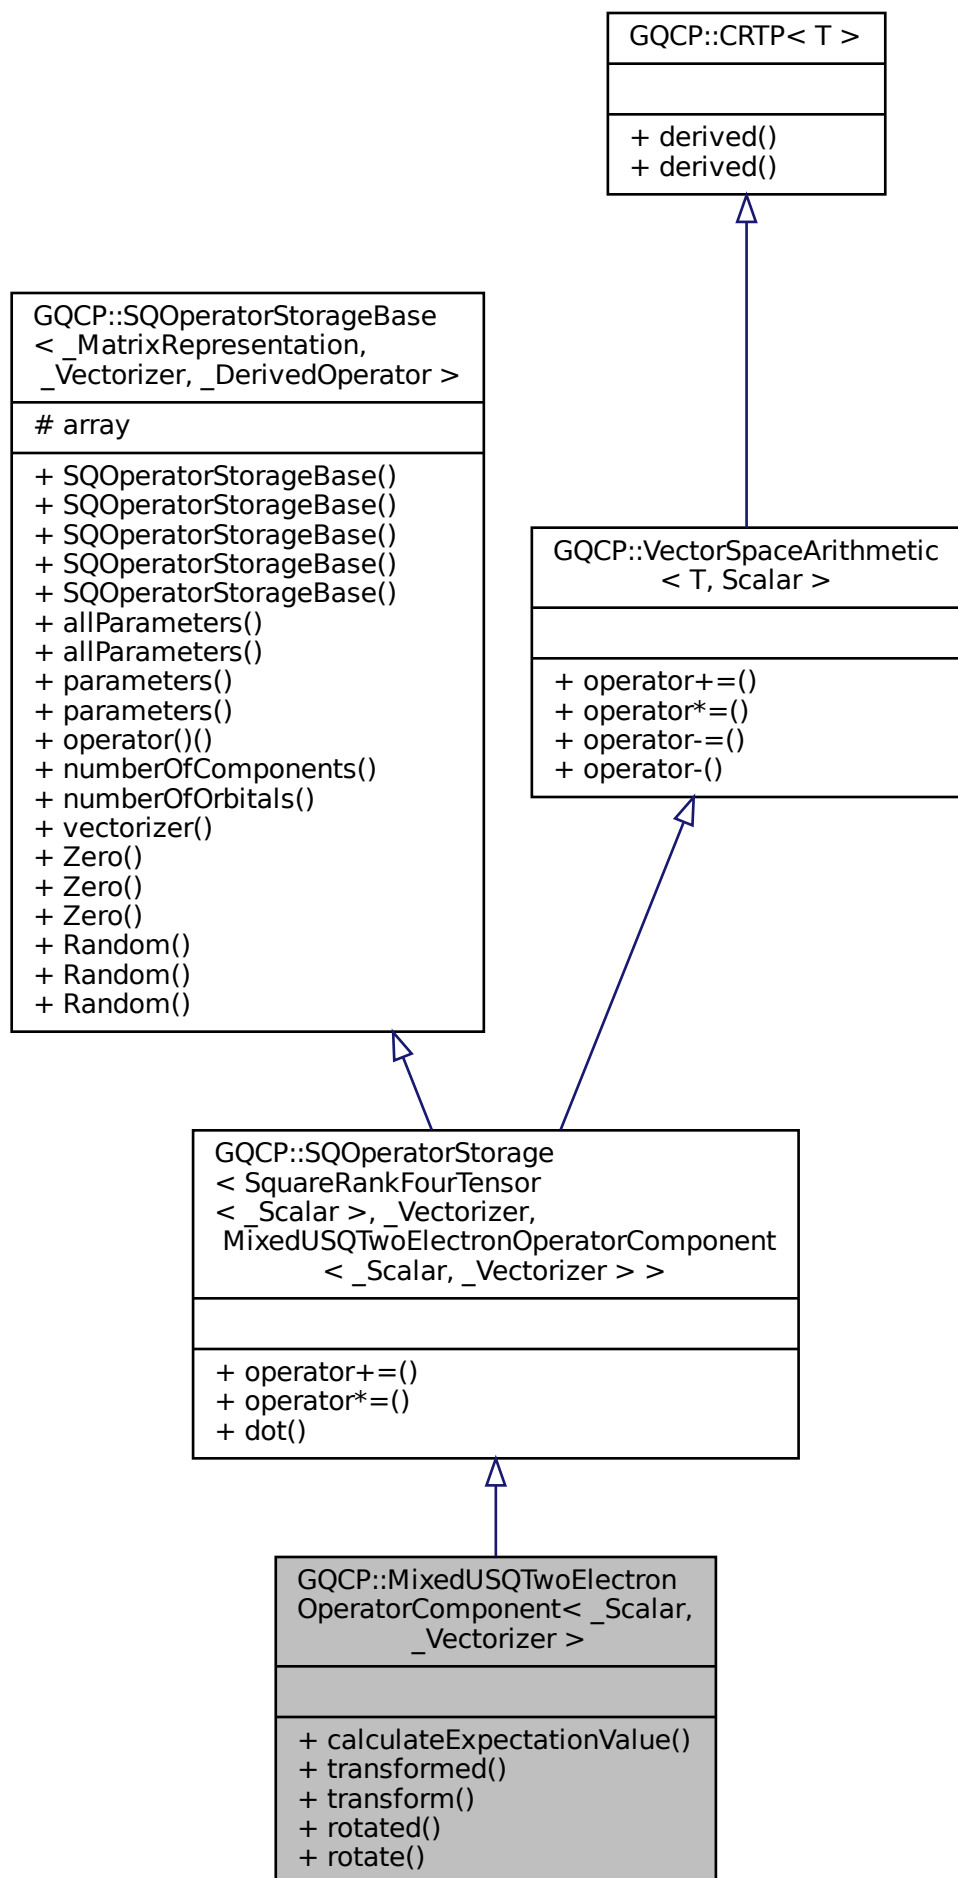 GQCP::CRTP< T >
+ derived()
+ derived()
GQCP::SQOperatorStorageBase
< _MatrixRepresentation,
_Vectorizer, _DerivedOperator >
# array
+ SQOperatorStorageBase()
+ SQOperatorStorageBase()
+ SQOperatorStorageBase()
+ SQOperatorStorageBase()
+ SQOperatorStorageBase()
+ allParameters()
+ allParameters()
+ parameters()
+ parameters()
+ operator()()
+ numberOfComponents()
+ numberOfOrbitals()
+ vectorizer()
+ Zero()
+ Zero()
+ Zero()
+ Random()
+ Random()
+ Random()
GQCP::VectorSpaceArithmetic
< T, Scalar >
+ operator+=()
+ operator*=()
+ operator-=()
+ operator-()
GQCP::SQOperatorStorage
< SquareRankFourTensor
< _Scalar >, _Vectorizer,
MixedUSQTwoElectronOperatorComponent
< _Scalar, _Vectorizer > >
+ operator+=()
+ operator*=()
+ dot()
GQCP::MixedUSQTwoElectron
OperatorComponent< _Scalar,
_Vectorizer >
+ calculateExpectationValue()
+ transformed()
+ transform()
+ rotated()
+ rotate()